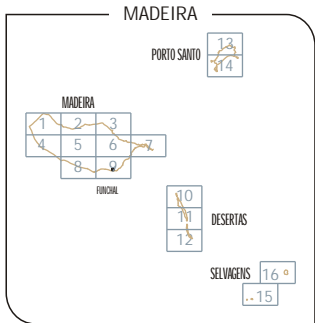 MADEIRA
13
PORTO SANTO
14
MADEIRA
1 2 3
4 5 6 7
8 9
FUNCHAL
10
11 DESERTAS
12
SELVAGENS 16
15